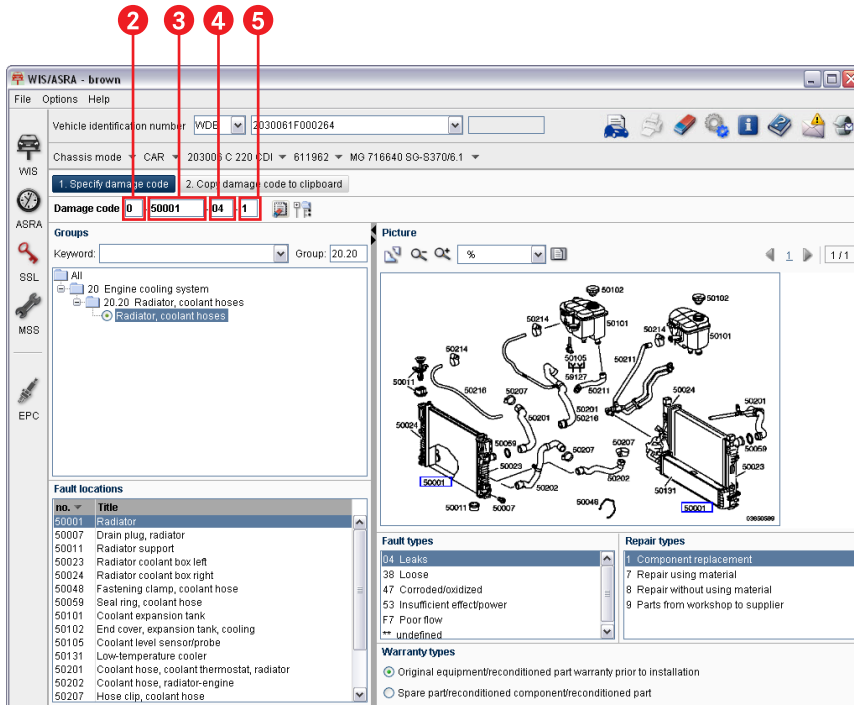 2 3 4 5
WIS/ASRA - brown
File Options Help
Vehicle identification number WDB 2030061F000264
Chassis mode CAR 203006 C 220 CDI 611962 MG 716640 SG-S370/6.1
1. Specify damage code 2. Copy damage code to clipboard
Damage code 0 50001 04 1
WIS
ASRA
SSL
MSS
EPC
Groups
Keyword: Group: 20.20
All
20 Engine cooling system
20.20 Radiator, coolant hoses
Radiator, coolant hoses
Fault locations
no. Title
50001 Radiator
50007 Drain plug, radiator
50011 Radiator support
50023 Radiator coolant box left
50024 Radiator coolant box right
50048 Fastening clamp, coolant hose
50059 Seal ring, coolant hose
50101 Coolant expansion tank
50102 End cover, expansion tank, cooling
50105 Coolant level sensor/probe
50131 Low-temperature cooler
50201 Coolant hose, coolant thermostat, radiator
50202 Coolant hose, radiator-engine
50207 Hose clip, coolant hose
Picture
% 1 1/1
50102
50102
50214 50101
50214 50101
50105
59127
50211
50211
50214
50011 50216 50207
50024 50201
50201 50201
50216
50024
50059 50207 50207 50059
50023 50023
50001 50202 50202 50131
50011 50007 50048 50001
03650599
Fault types
04 Leaks
38 Loose
47 Corroded/oxidized
53 Insufficient effect/power
F7 Poor flow
** undefined
Repair types
1 Component replacement
7 Repair using material
8 Repair without using material
9 Parts from workshop to supplier
Warranty types
Original equipment/reconditioned part warranty prior to installation
Spare part/reconditioned component/reconditioned part